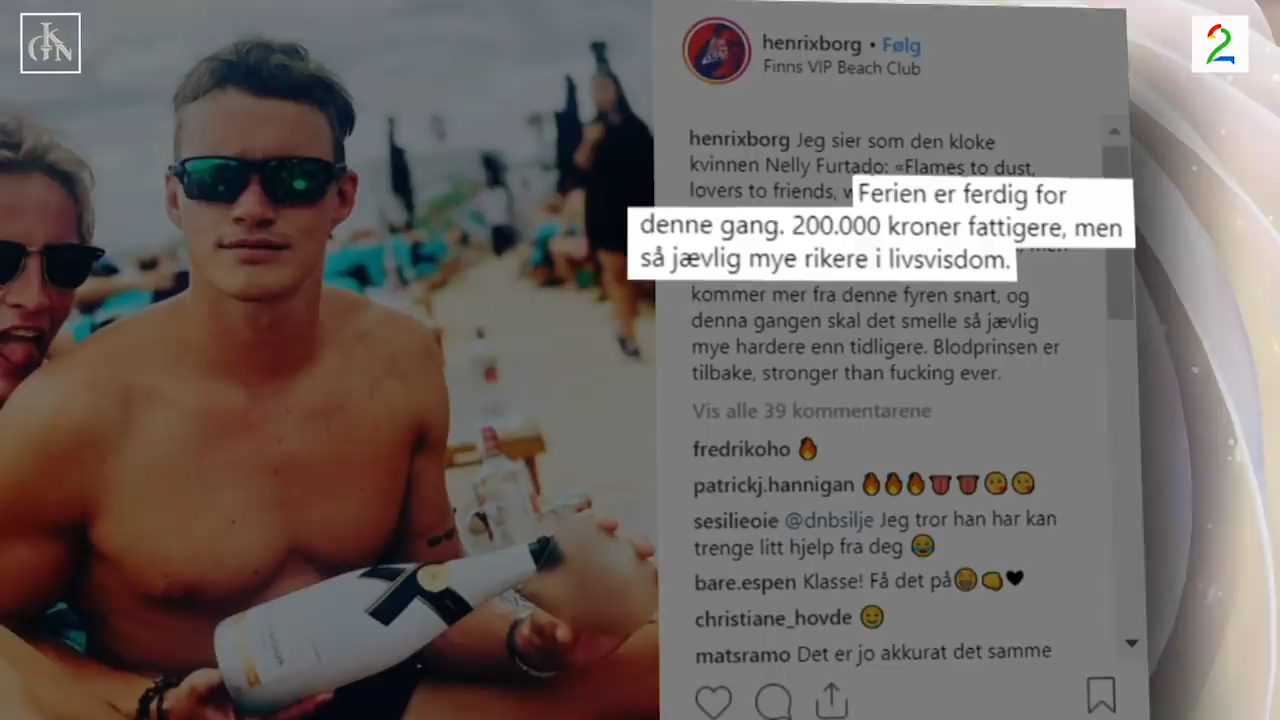 KGN
2
henrixborg • Følg
Finns VIP Beach Club
henrixborg Jeg sier som den kloke
kvinnen Nelly Furtado: «Flames to dust,
lovers to friends,
Ferien er ferdig for
denne gang. 200.000 kroner fattigere, men
så jævlig mye rikere i livsvisdom.
kommer mer fra denne fyren snart, og
denna gangen skal det smelle så jævlig
mye hardere enn tidligere. Blodprinsen er
tilbake, stronger than fucking ever.
Vis alle 39 kommentarene
fredrikoho 🔥
patrickj.hannigan 🔥🔥🔥👅👅😘😘
sesilieoie @dnbsilje Jeg tror han har kan
trenge litt hjelp fra deg 😂
bare.espen Klasse! Få det på😁👊🖤
christiane_hovde 😊
matsramo Det er jo akkurat det samme